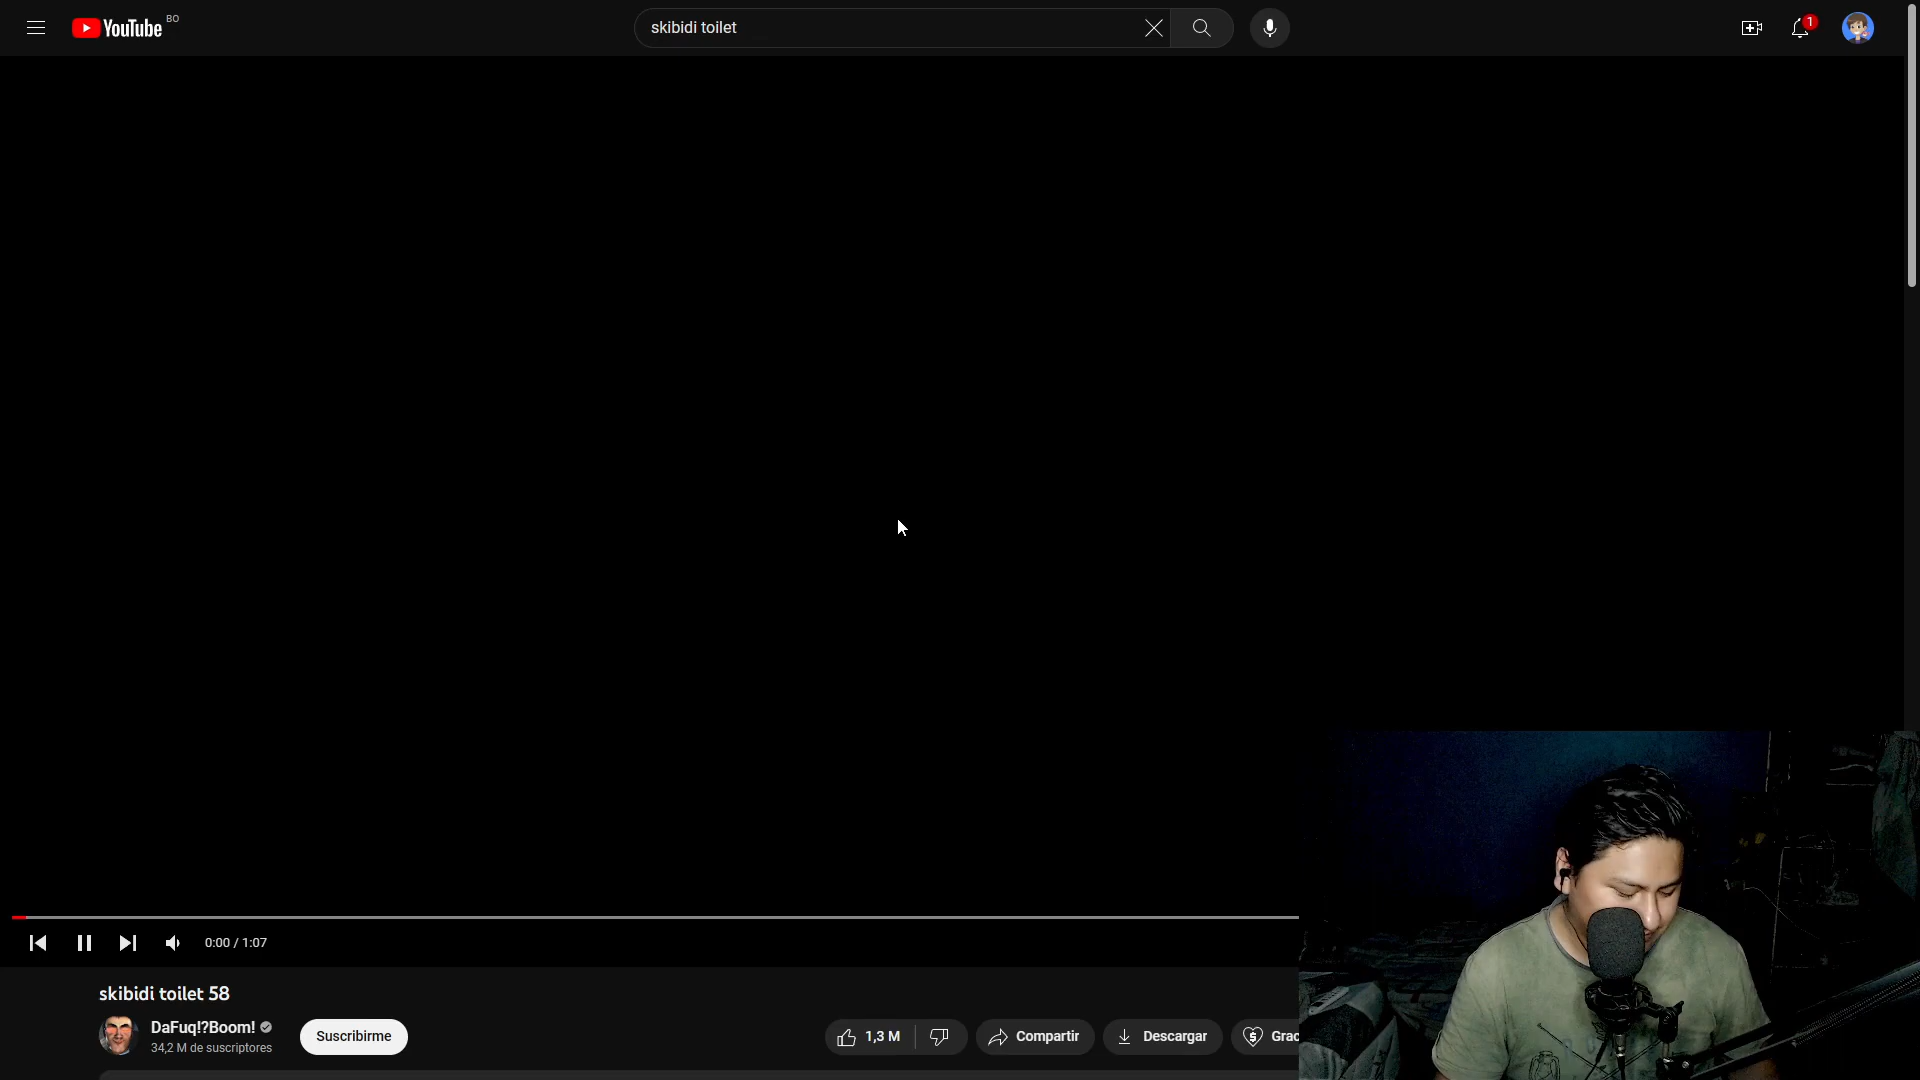 YouTube BO
skibidi toilet
1
0:00 / 1:07
skibidi toilet 58
DaFuq!?Boom!
34,2 M de suscriptores
Suscribirme
1,3 M
Compartir
Descargar
Grac